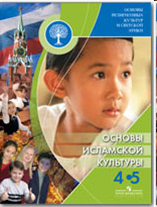 ОСНОВЫ
РЕЛИГИОЗНЫХ
КУЛЬТУР
И СВЕТСКОЙ
ЭТИКИ
ОСНОВЫ
ИСЛАМСКОЙ
КУЛЬТУРЫ
4•5